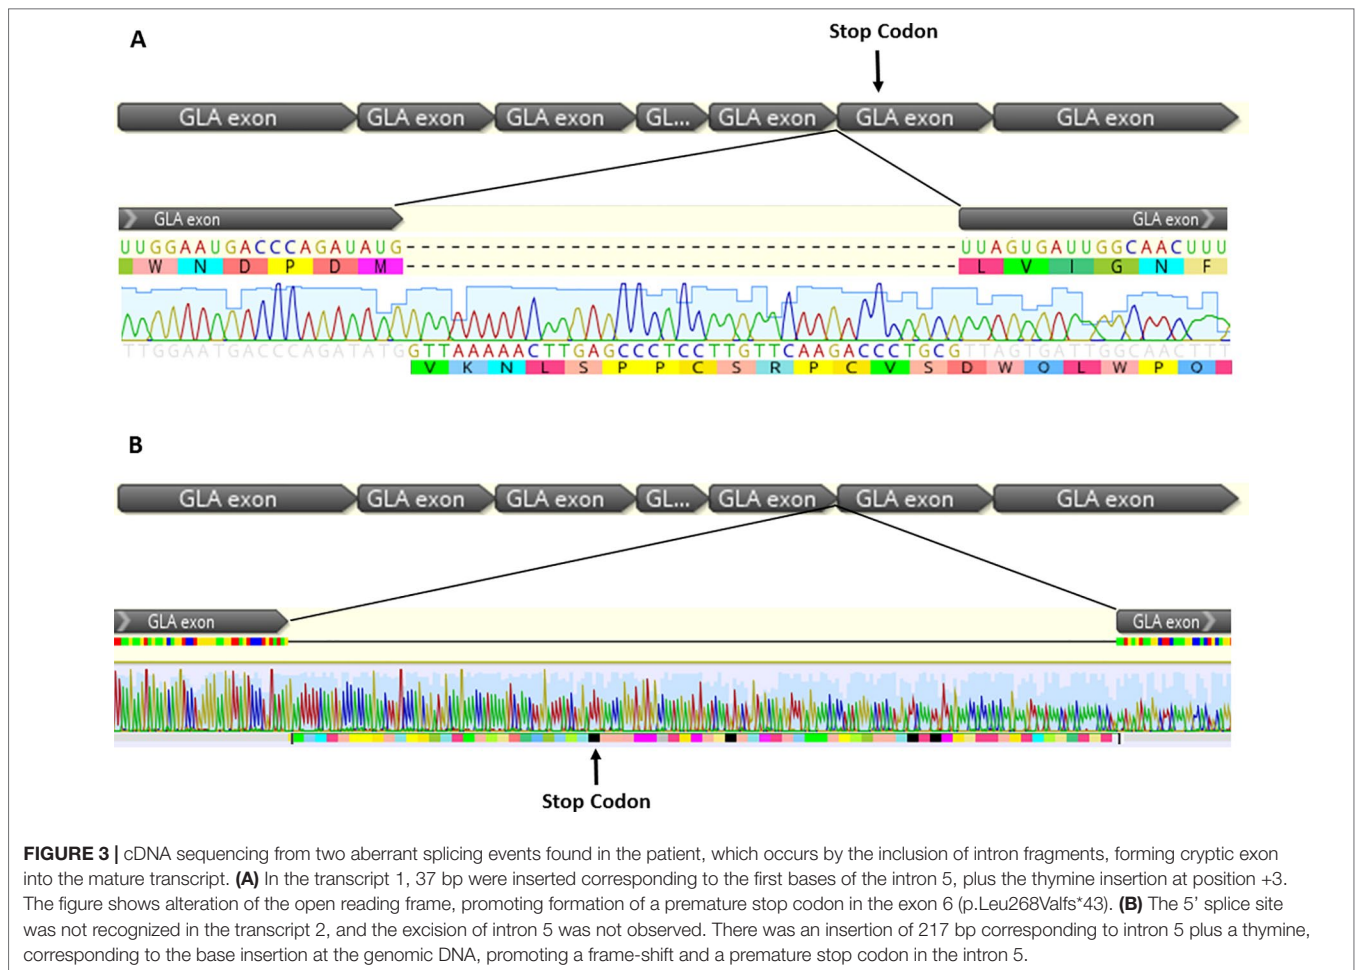 A
Stop Codon
GLA exon GLA exon GLA exon GL... GLA exon GLA exon GLA exon
GLA exon GLA exon
UUGGAAUGACCCAGAUAUG------------------------------------- UUAGUGAUUGGCAACUUU
W N D P D M ------------------------------------- L V I G N F
TTGGAATGACCCAGATATGGTTAAAAACTTGAGCCCTCCTTGTTCAAGACCCTGCGTTAGTGATTGGCAACTTT
V K N L S P P C S R P C V S D W Q L W P Q
B
GLA exon GLA exon GLA exon GL... GLA exon GLA exon GLA exon
GLA exon GLA exon
Stop Codon
FIGURE 3 | cDNA sequencing from two aberrant splicing events found in the patient, which occurs by the inclusion of intron fragments, forming cryptic exon
into the mature transcript. (A) In the transcript 1, 37 bp were inserted corresponding to the first bases of the intron 5, plus the thymine insertion at position +3.
The figure shows alteration of the open reading frame, promoting formation of a premature stop codon in the exon 6 (p.Leu268Valfs*43). (B) The 5' splice site
was not recognized in the transcript 2, and the excision of intron 5 was not observed. There was an insertion of 217 bp corresponding to intron 5 plus a thymine,
corresponding to the base insertion at the genomic DNA, promoting a frame-shift and a premature stop codon in the intron 5.